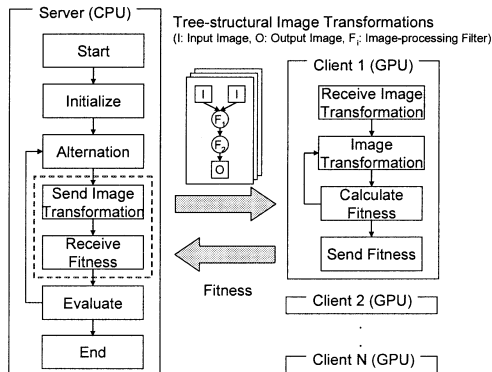 Server (CPU)
Start
Initialize
Alternation
Send Image
Transformation
Receive
Fitness
Evaluate
End
Tree-structural Image Transformations
(I: Input Image, O: Output Image, Fi: Image-processing Filter)
I I
F1
F2
O
Fitness
Client 1 (GPU)
Receive Image
Transformation
Image
Transformation
Calculate
Fitness
Send Fitness
Client 2 (GPU)
Client N (GPU)